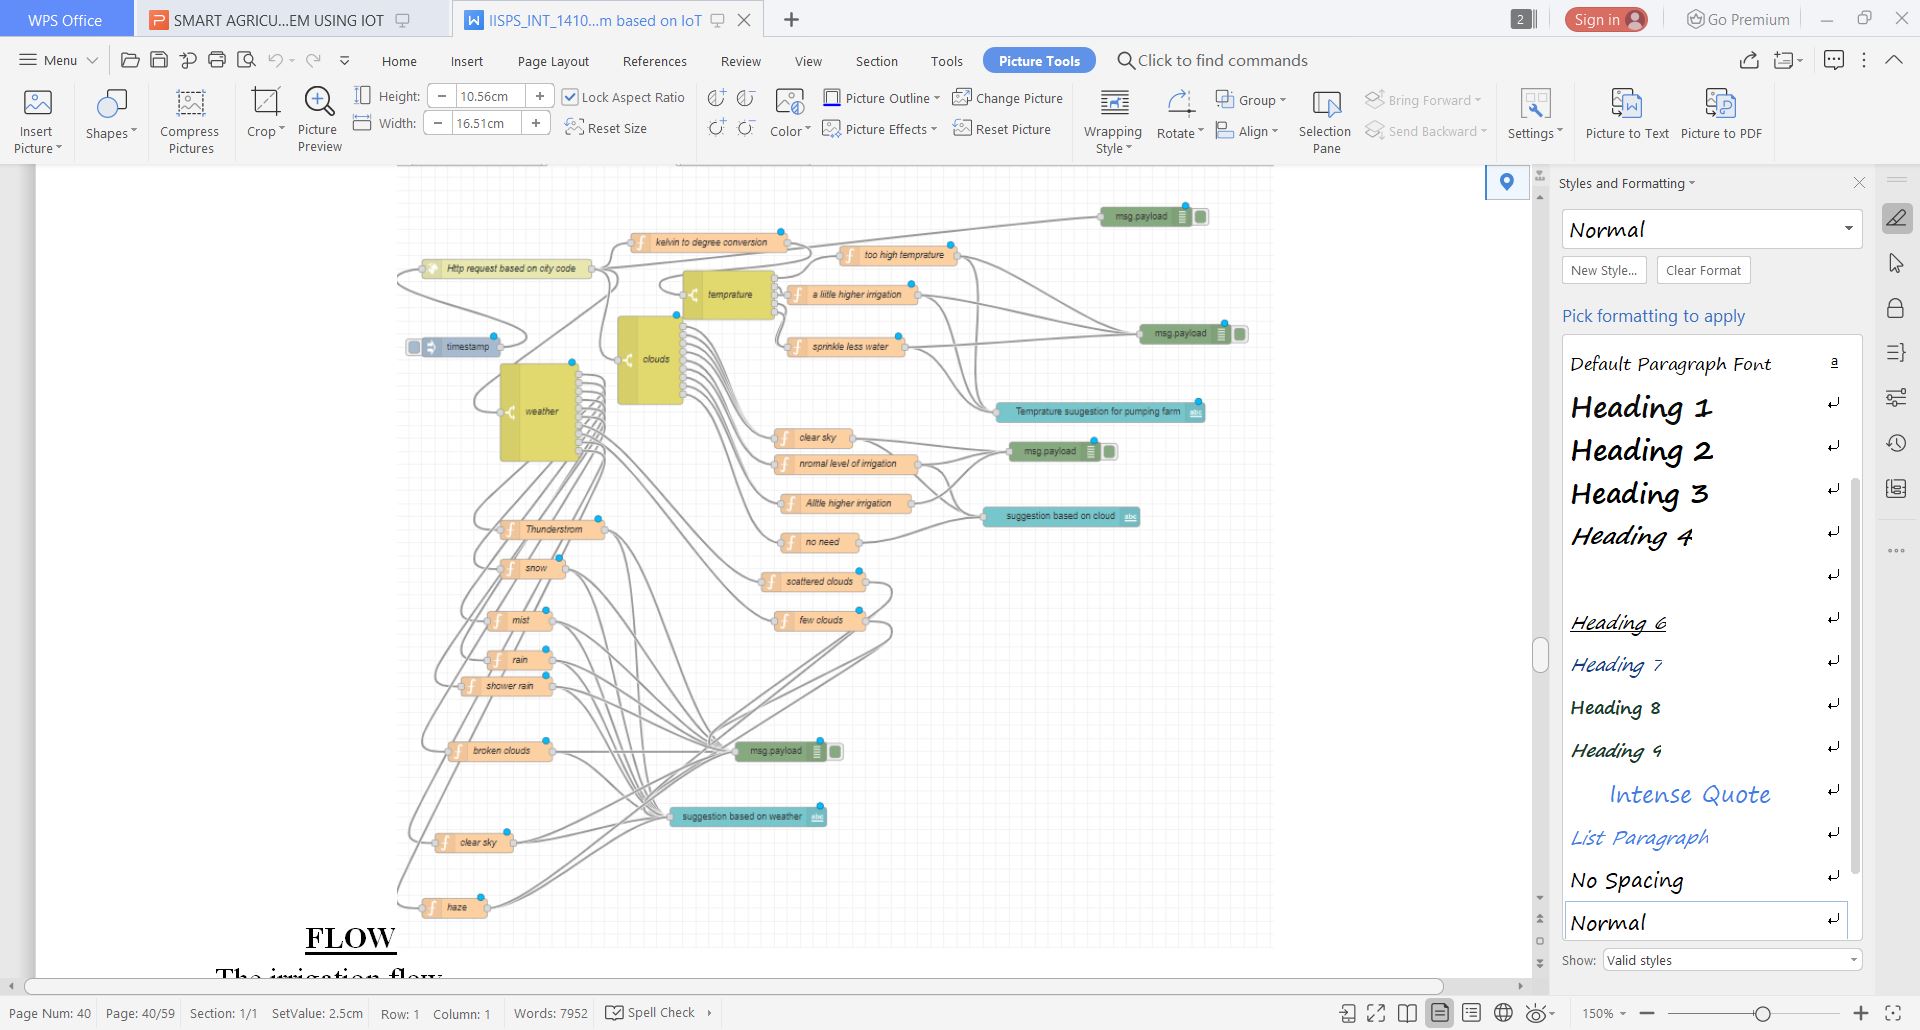 WPS Office
SMART AGRICU...EM USING IOT
IISPS_INT_1410...m based on IoT
2
Sign in
Go Premium
Menu
Home
Insert
Page Layout
References
Review
View
Section
Tools
Picture Tools
Click to find commands
Insert Picture
Shapes
Compress Pictures
Crop
Picture Preview
Height: 10.56cm
Width: 16.51cm
Lock Aspect Ratio
Reset Size
Color
Picture Outline
Picture Effects
Change Picture
Reset Picture
Wrapping Style
Rotate
Group
Align
Selection Pane
Bring Forward
Send Backward
Settings
Picture to Text
Picture to PDF
msg.payload
kelvin to degree conversion
too high temprature
Http request based on city code
temprature
a liitle higher irrigation
msg.payload
timestamp
sprinkle less water
clouds
weather
Temprature suugestion for pumping farm abc
clear sky
msg.payload
nromal level of irrigation
Alltle higher irrigation
suggestion based on cloud abc
Thunderstrom
no need
snow
scattered clouds
mist
few clouds
rain
shower rain
broken clouds
msg.payload
suggestion based on weather abc
clear sky
haze
FLOW
The irrigation flow
Styles and Formatting
Normal
New Style...
Clear Format
Pick formatting to apply
Default Paragraph Font a
Heading 1
Heading 2
Heading 3
Heading 4
Heading 6
Heading 7
Heading 8
Heading 9
Intense Quote
List Paragraph
No Spacing
Normal
Show: Valid styles
Page Num: 40
Page: 40/59
Section: 1/1
SetValue: 2.5cm
Row: 1
Column: 1
Words: 7952
Spell Check
150%